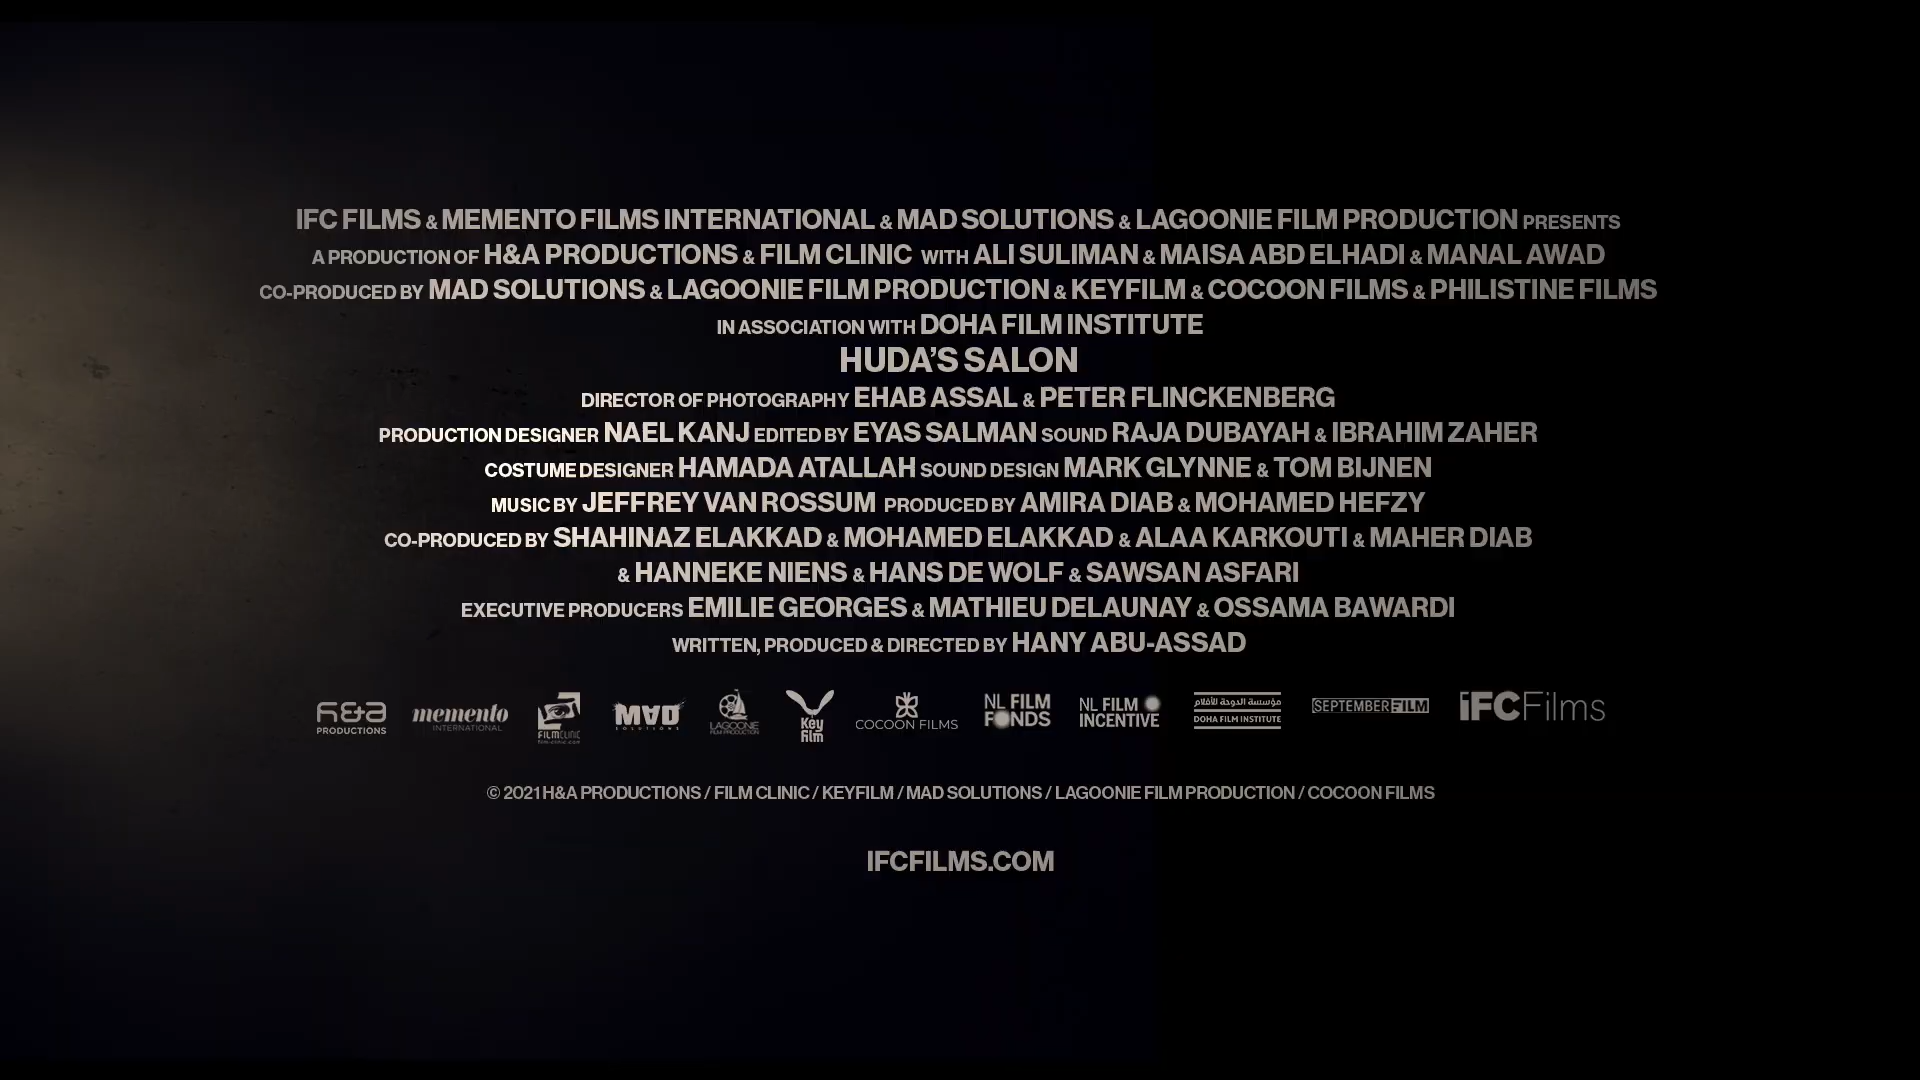 IFC FILMS & MEMENTO FILMS INTERNATIONAL & MAD SOLUTIONS & LAGOONIE FILM PRODUCTION PRESENTS
A PRODUCTION OF H&A PRODUCTIONS & FILM CLINIC WITH ALI SULIMAN & MAISA ABD ELHADI & MANAL AWAD
CO-PRODUCED BY MAD SOLUTIONS & LAGOONIE FILM PRODUCTION & KEYFILM & COCOON FILMS & PHILISTINE FILMS
IN ASSOCIATION WITH DOHA FILM INSTITUTE
HUDA'S SALON
DIRECTOR OF PHOTOGRAPHY EHAB ASSAL & PETER FLINCKENBERG
PRODUCTION DESIGNER NAEL KANJ EDITED BY EYAS SALMAN SOUND RAJA DUBAYAH & IBRAHIM ZAHER
COSTUME DESIGNER HAMADA ATALLAH SOUND DESIGN MARK GLYNNE & TOM BIJNEN
MUSIC BY JEFFREY VAN ROSSUM PRODUCED BY AMIRA DIAB & MOHAMED HEFZY
CO-PRODUCED BY SHAHINAZ ELAKKAD & MOHAMED ELAKKAD & ALAA KARKOUTI & MAHER DIAB
& HANNEKE NIENS & HANS DE WOLF & SAWSAN ASFARI
EXECUTIVE PRODUCERS EMILIE GEORGES & MATHIEU DELAUNAY & OSSAMA BAWARDI
WRITTEN, PRODUCED & DIRECTED BY HANY ABU-ASSAD
H&A PRODUCTIONS
memento INTERNATIONAL
FILMCLINIC film-clinic.com
MAD SOLUTIONS
LAGOONIE FILM PRODUCTION
Key film
COCOON FILMS
NL FILM FONDS
NL FILM INCENTIVE
مؤسسة الدوحة للأفلام
DOHA FILM INSTITUTE
SEPTEMBER FILM
IFC Films
© 2021 H&A PRODUCTIONS / FILM CLINIC / KEYFILM / MAD SOLUTIONS / LAGOONIE FILM PRODUCTION / COCOON FILMS
IFCFILMS.COM